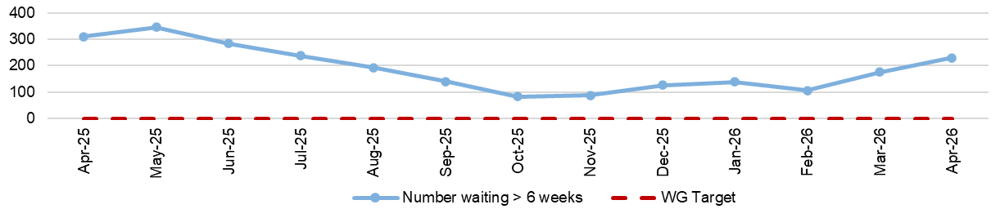 400
300
200
100
0
Apr-25 May-25 Jun-25 Jul-25 Aug-25 Sep-25 Oct-25 Nov-25 Dec-25 Jan-26 Feb-26 Mar-26 Apr-26
Number waiting > 6 weeks WG Target